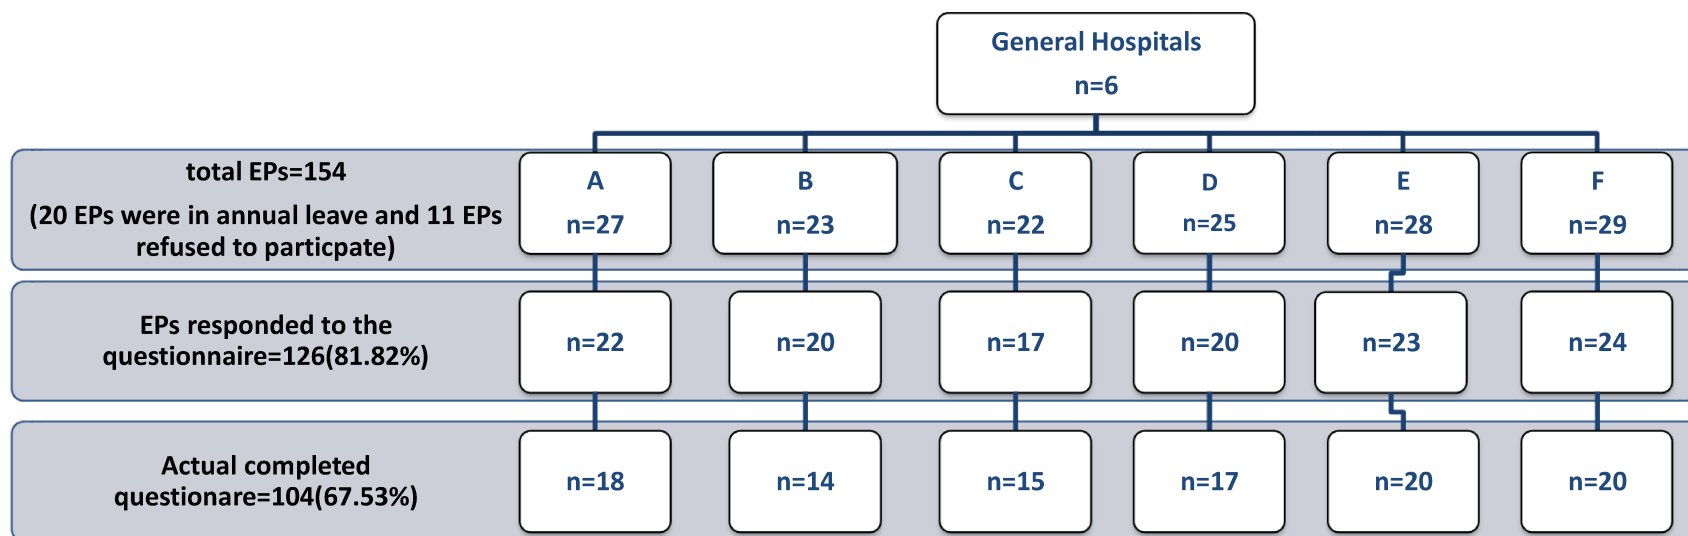 General Hospitals
n=6
total EPs=154
(20 EPs were in annual leave and 11 EPs
refused to particpate)
A
n=27
B
n=23
C
n=22
D
n=25
E
n=28
F
n=29
EPs responded to the
questionnaire=126(81.82%)
n=22
n=20
n=17
n=20
n=23
n=24
Actual completed
questionare=104(67.53%)
n=18
n=14
n=15
n=17
n=20
n=20